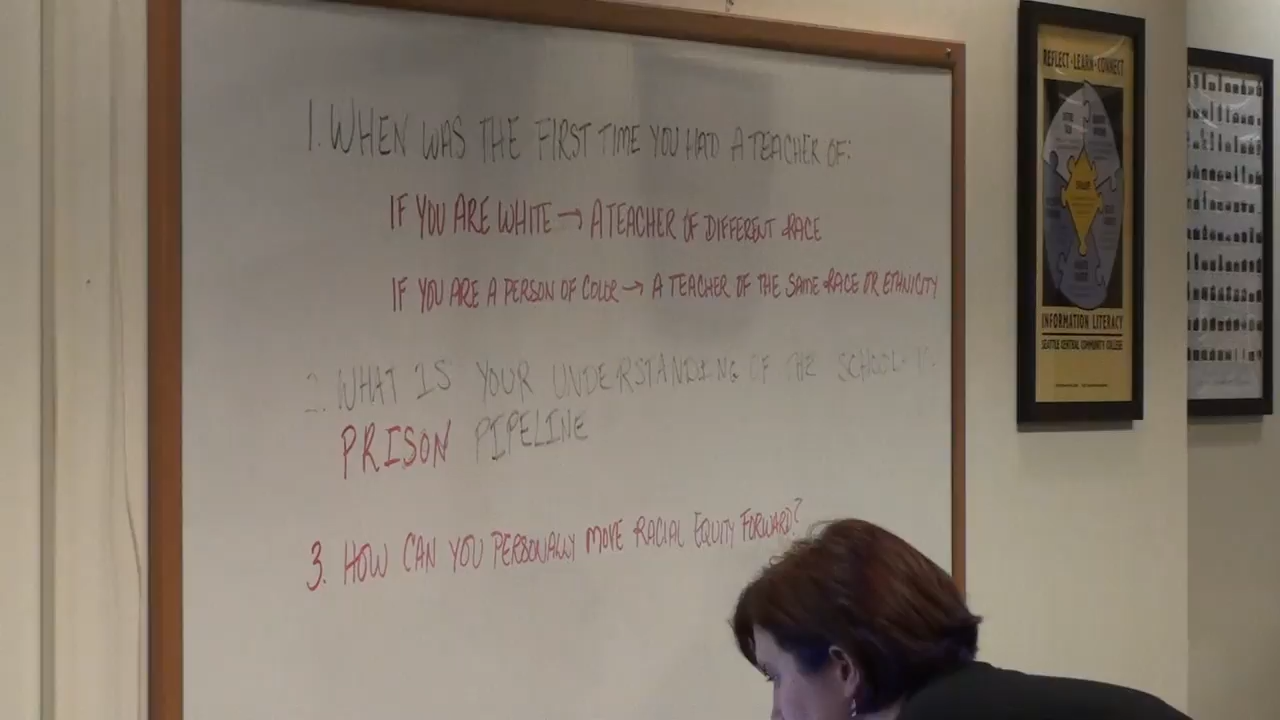 1. WHEN WAS THE FIRST TIME YOU HAD A TEACHER OF:
IF YOU ARE WHITE → A TEACHER OF DIFFERENT RACE
IF YOU ARE A PERSON OF COLOR → A TEACHER OF THE SAME RACE OR ETHNICITY
2. WHAT IS YOUR UNDERSTANDING OF THE SCHOOL-
PRISON PIPELINE
3. HOW CAN YOU PERSONALLY MOVE RACIAL EQUITY FORWARD?
REFLECT·LEARN·CONNECT
INFORMATION LITERACY
SEATTLE CENTRAL COMMUNITY COLLEGE